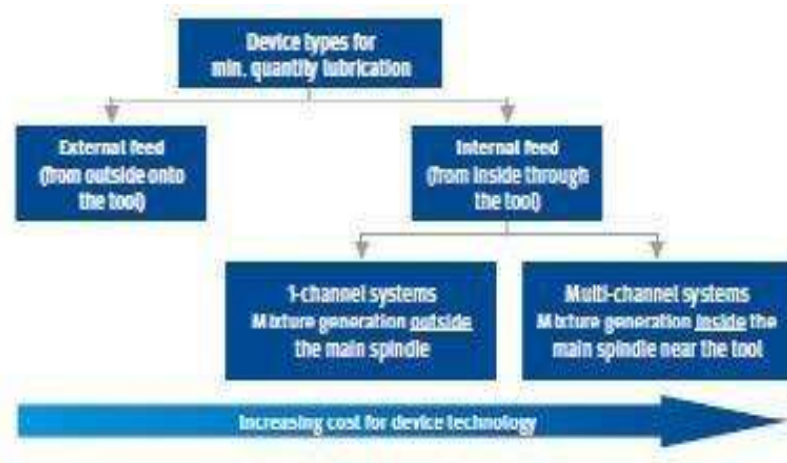 Device types for
min. quantity lubrication
External feed
(from outside onto
the tool)
Internal feed
(from inside through
the tool)
1-channel systems
Mixture generation outside
the main spindle
Multi-channel systems
Mixture generation inside the
main spindle near the tool
Increasing cost for device technology